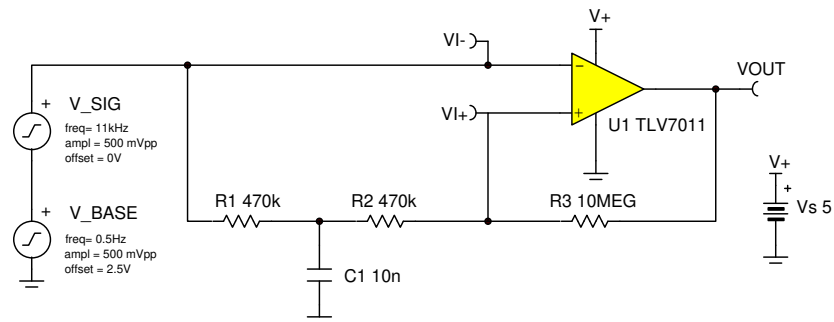 V+
VI-
VOUT
+
V_SIG
freq= 11kHz
ampl = 500 mVpp
offset = 0V
−
+
VI+
U1 TLV7011
V+
+
Vs 5
R1 470k
R2 470k
R3 10MEG
+
V_BASE
freq= 0.5Hz
ampl = 500 mVpp
offset = 2.5V
C1 10n